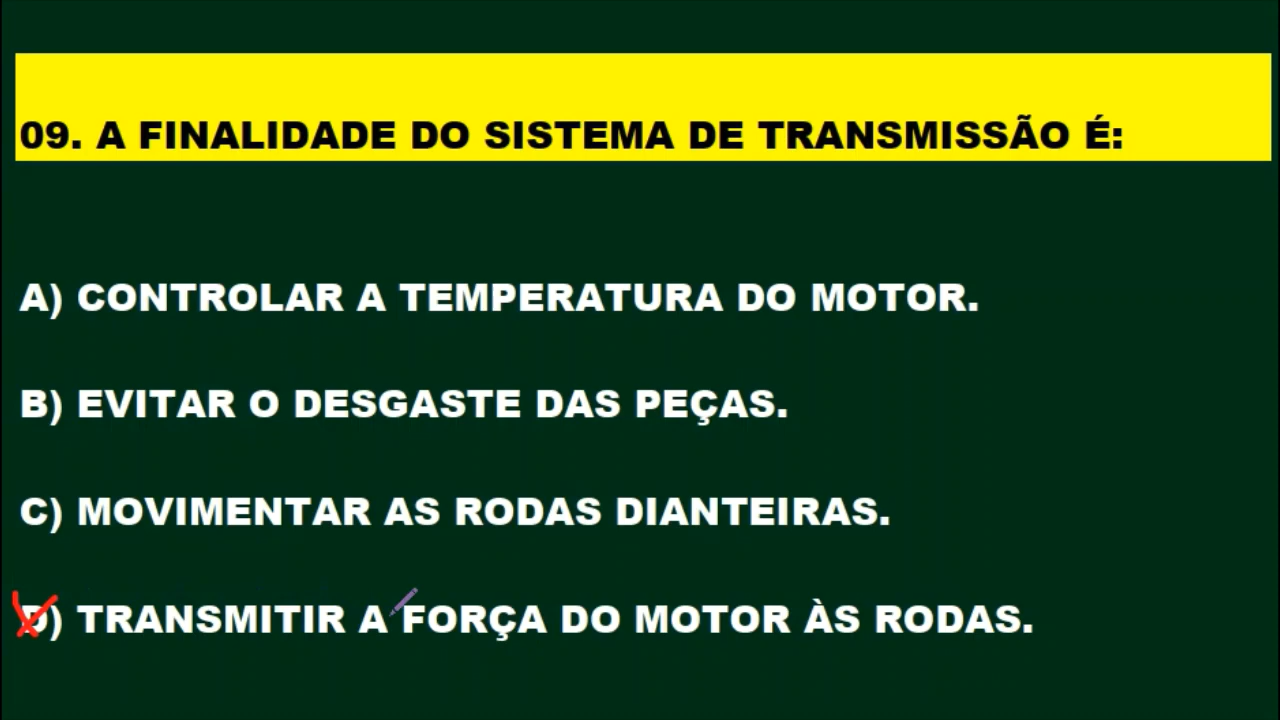 09. A FINALIDADE DO SISTEMA DE TRANSMISSÃO É:
A) CONTROLAR A TEMPERATURA DO MOTOR.
B) EVITAR O DESGASTE DAS PEÇAS.
C) MOVIMENTAR AS RODAS DIANTEIRAS.
D) TRANSMITIR A FORÇA DO MOTOR ÀS RODAS.